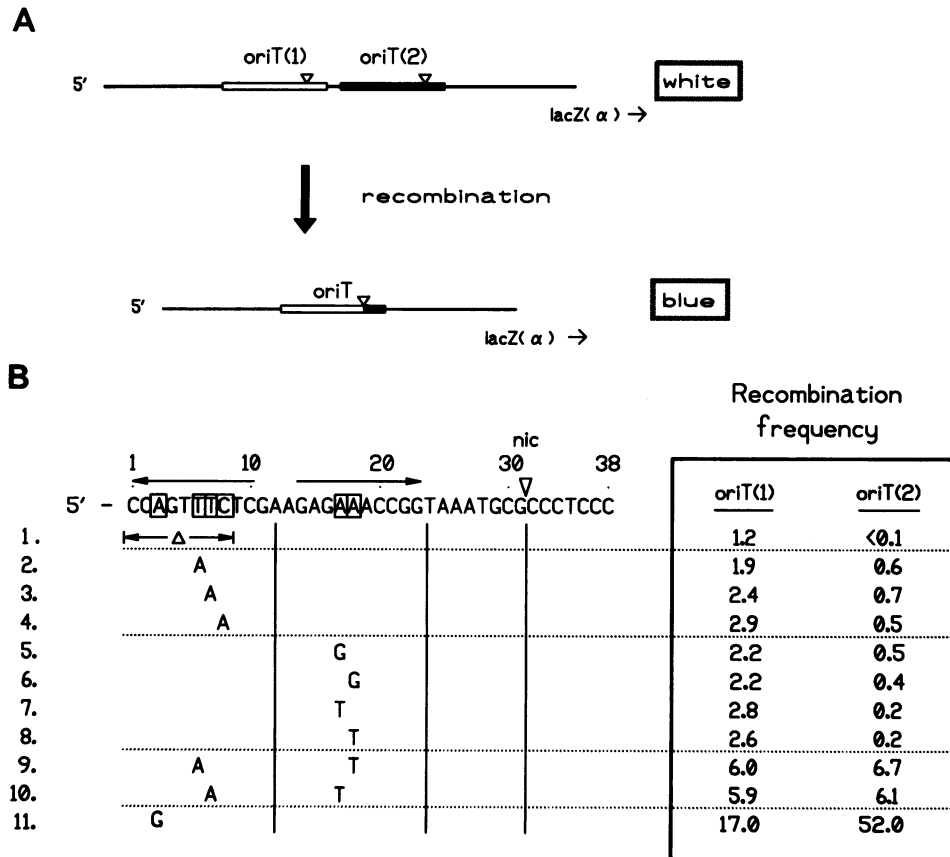 A
oriT(1)
oriT(2)
5'
lacZ(α) →
white
recombination
oriT
5'
lacZ(α) →
blue
B
Recombination
frequency
nic
1 10 20 30 38
oriT(1) oriT(2)
5' - CCAGTTTCTCGAAGAGAAACCGGTAAATGCGCCCTCCC
1. Δ 1.2 <0.1
2. A 1.9 0.6
3. A 2.4 0.7
4. A 2.9 0.5
5. G 2.2 0.5
6. G 2.2 0.4
7. T 2.8 0.2
8. T 2.6 0.2
9. A T 6.0 6.7
10. A T 5.9 6.1
11. G 17.0 52.0